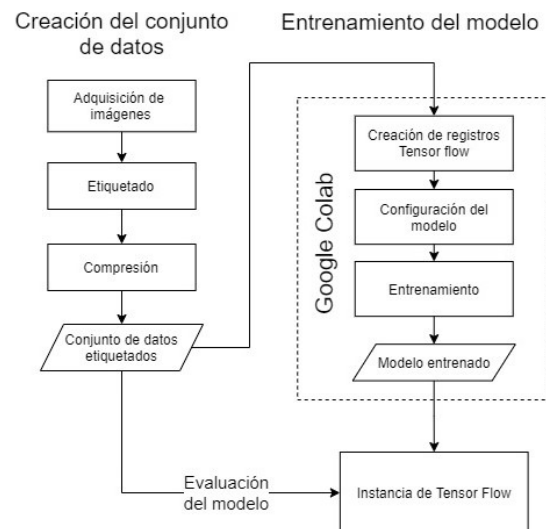 Creación del conjunto
de datos
Adquisición de
imágenes
Etiquetado
Compresión
Conjunto de datos
etiquetados
Entrenamiento del modelo
Google Colab
Creación de registros
Tensor flow
Configuración del
modelo
Entrenamiento
Modelo entrenado
Evaluación
del modelo
Instancia de Tensor Flow